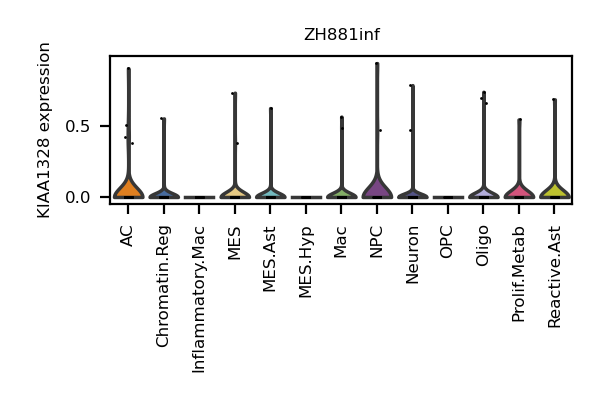 ZH881inf
KIAA1328 expression
0.5
0.0
AC
Chromatin.Reg
Inflammatory.Mac
MES
MES.Ast
MES.Hyp
Mac
NPC
Neuron
OPC
Oligo
Prolif.Metab
Reactive.Ast